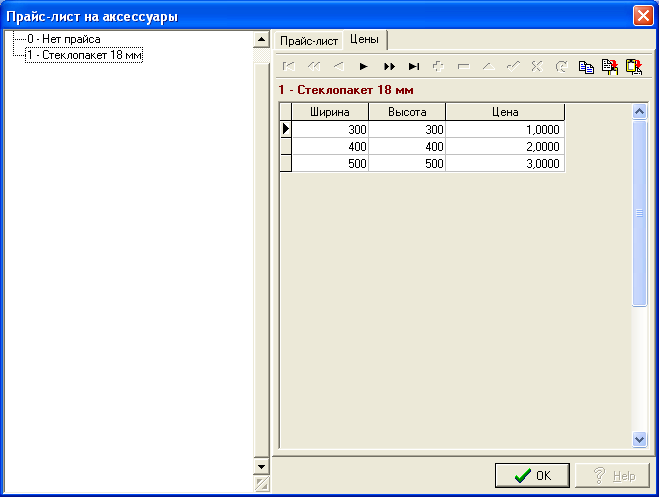 Прайс-лист на аксессуары
0 - Нет прайса
1 - Стеклопакет 18 мм
Прайс-лист Цены
1 - Стеклопакет 18 мм
Ширина Высота Цена
300 300 1,0000
400 400 2,0000
500 500 3,0000
OK ? Help